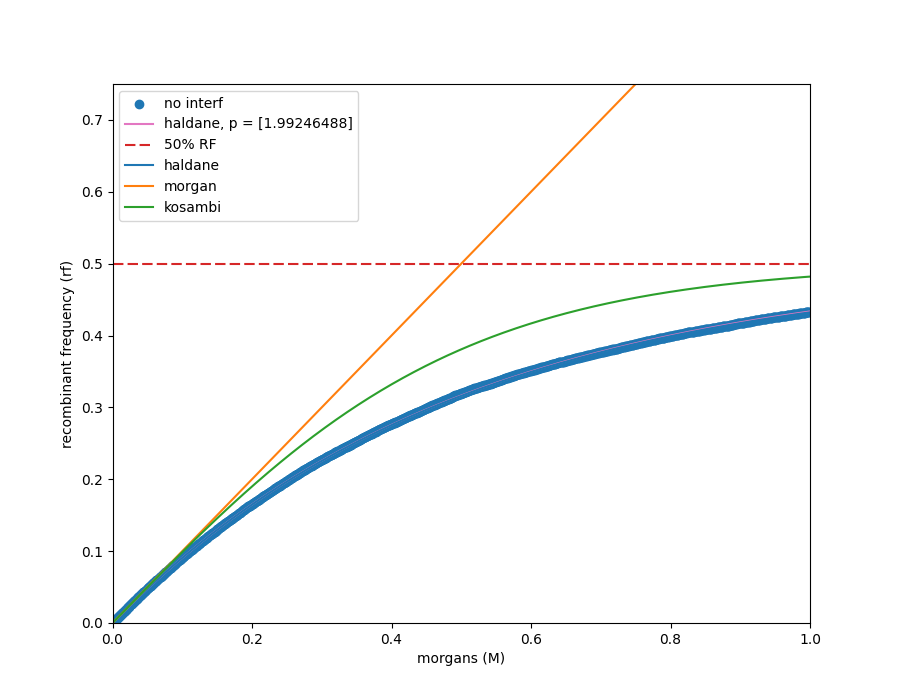 no interf
haldane, p = [1.99246488]
50% RF
haldane
morgan
kosambi
0.7
0.6
0.5
0.4
0.3
0.2
0.1
0.0
recombinant frequency (rf)
0.0 0.2 0.4 0.6 0.8 1.0
morgans (M)